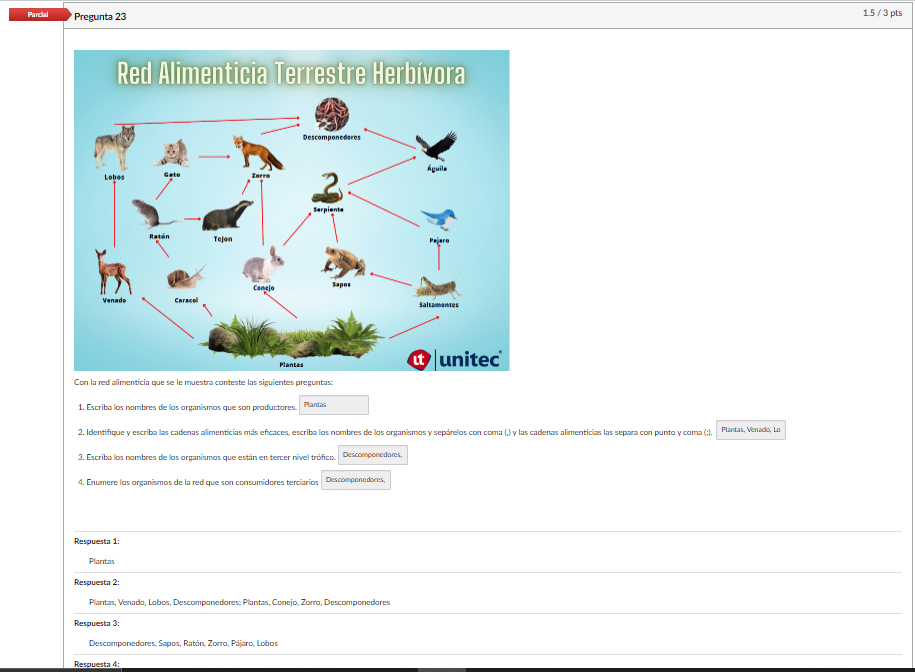 Parcial
Pregunta 23
1.5 / 3 pts
Red Alimenticia Terrestre Herbívora
Descomponedores
Lobos
Gato
Zorro
Águila
Serpiente
Ratón
Tejon
Pajaro
Venado
Caracol
Conejo
Sapos
Saltamontes
Plantas
ut unitec®
Con la red alimenticia que se le muestra conteste las siguientes preguntas:
1. Escriba los nombres de los organismos que son productores. Plantas
2. Identifique y escriba las cadenas alimenticias más eficaces, escriba los nombres de los organismos y sepárelos con coma (,) y las cadenas alimenticias las separa con punto y coma (;). Plantas, Venado, Lo
3. Escriba los nombres de los organismos que están en tercer nivel trófico. Descomponedores,
4. Enumere los organismos de la red que son consumidores terciarios Descomponedores,
Respuesta 1:
Plantas
Respuesta 2:
Plantas, Venado, Lobos, Descomponedores; Plantas, Conejo, Zorro, Descomponedores
Respuesta 3:
Descomponedores, Sapos, Ratón, Zorro, Pájaro, Lobos
Respuesta 4: